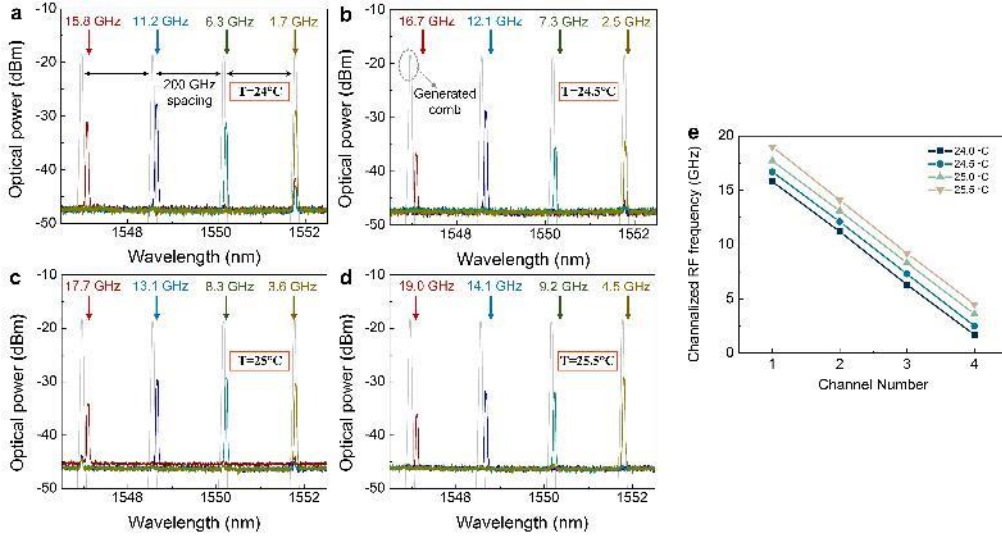 a
15.8 GHz 11.2 GHz 6.3 GHz 1.7 GHz
-10
-20
-30
-40
-50
Optical power (dBm)
200 GHz
spacing
T=24°C
1548 1550 1552
Wavelength (nm)
b
16.7 GHz 12.1 GHz 7.3 GHz 2.5 GHz
-10
-20
-30
-40
-50
Optical power (dBm)
Generated
comb
T=24.5°C
1548 1550 1552
Wavelength (nm)
c
17.7 GHz 13.1 GHz 8.3 GHz 3.6 GHz
-10
-20
-30
-40
-50
Optical power (dBm)
T=25°C
1548 1550 1552
Wavelength (nm)
d
19.0 GHz 14.1 GHz 9.2 GHz 4.5 GHz
-10
-20
-30
-40
-50
Optical power (dBm)
T=25.5°C
1548 1550 1552
Wavelength (nm)
e
20
15
10
5
0
Channalized RF frequency (GHz)
24.0 °C
24.5 °C
25.0 °C
25.5 °C
1 2 3 4
Channel Number